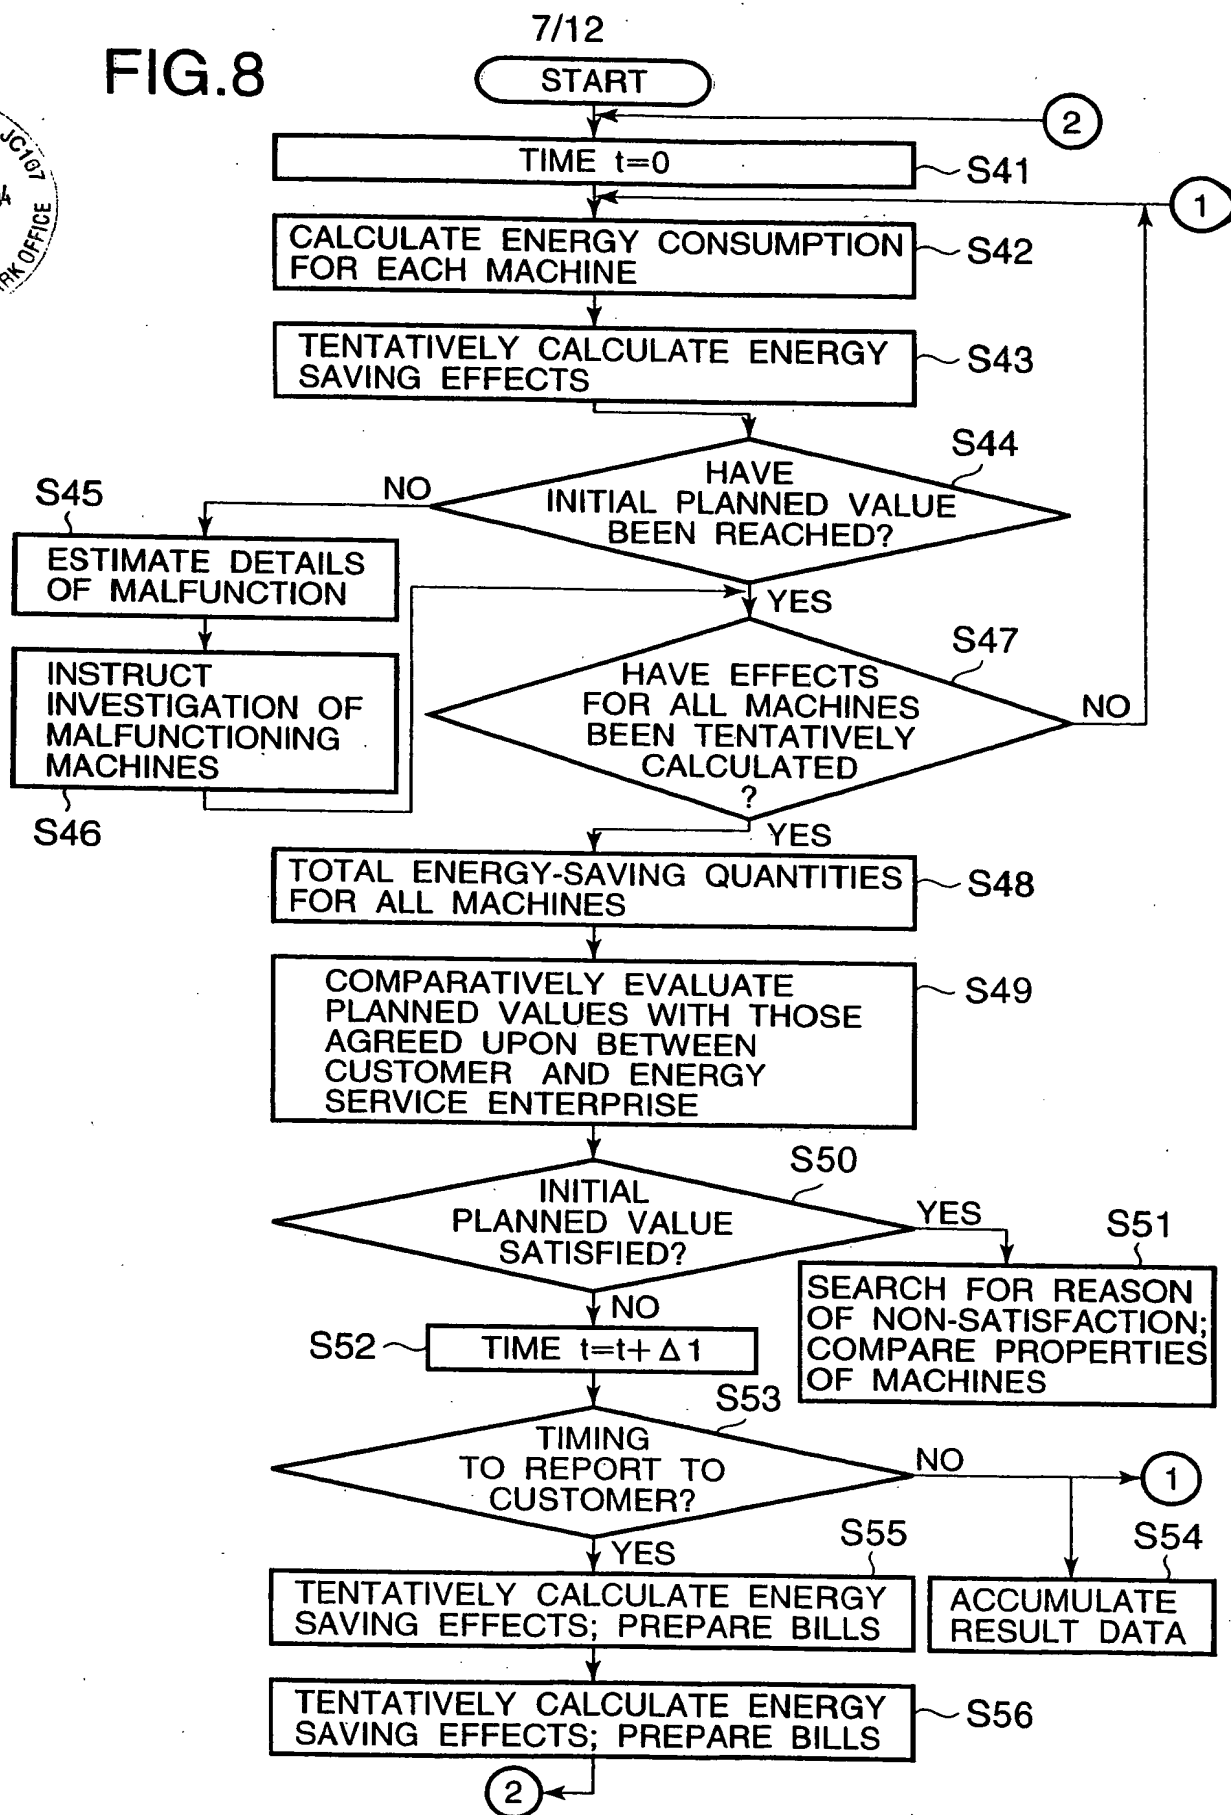 7/12
FIG.8
JC107
4
RK OFFICE
START
2
TIME t=0
S41
1
CALCULATE ENERGY CONSUMPTION
FOR EACH MACHINE
S42
TENTATIVELY CALCULATE ENERGY
SAVING EFFECTS
S43
S44
HAVE
INITIAL PLANNED VALUE
BEEN REACHED?
NO
S45
ESTIMATE DETAILS
OF MALFUNCTION
YES
S47
INSTRUCT
INVESTIGATION OF
MALFUNCTIONING
MACHINES
S46
HAVE EFFECTS
FOR ALL MACHINES
BEEN TENTATIVELY
CALCULATED
?
NO
YES
TOTAL ENERGY-SAVING QUANTITIES
FOR ALL MACHINES
S48
COMPARATIVELY EVALUATE
PLANNED VALUES WITH THOSE
AGREED UPON BETWEEN
CUSTOMER AND ENERGY
SERVICE ENTERPRISE
S49
S50
INITIAL
PLANNED VALUE
SATISFIED?
YES
S51
SEARCH FOR REASON
OF NON-SATISFACTION;
COMPARE PROPERTIES
OF MACHINES
NO
S52
TIME t=t+Δ1
S53
TIMING
TO REPORT TO
CUSTOMER?
NO
1
S54
ACCUMULATE
RESULT DATA
YES
S55
TENTATIVELY CALCULATE ENERGY
SAVING EFFECTS; PREPARE BILLS
TENTATIVELY CALCULATE ENERGY
SAVING EFFECTS; PREPARE BILLS
S56
2